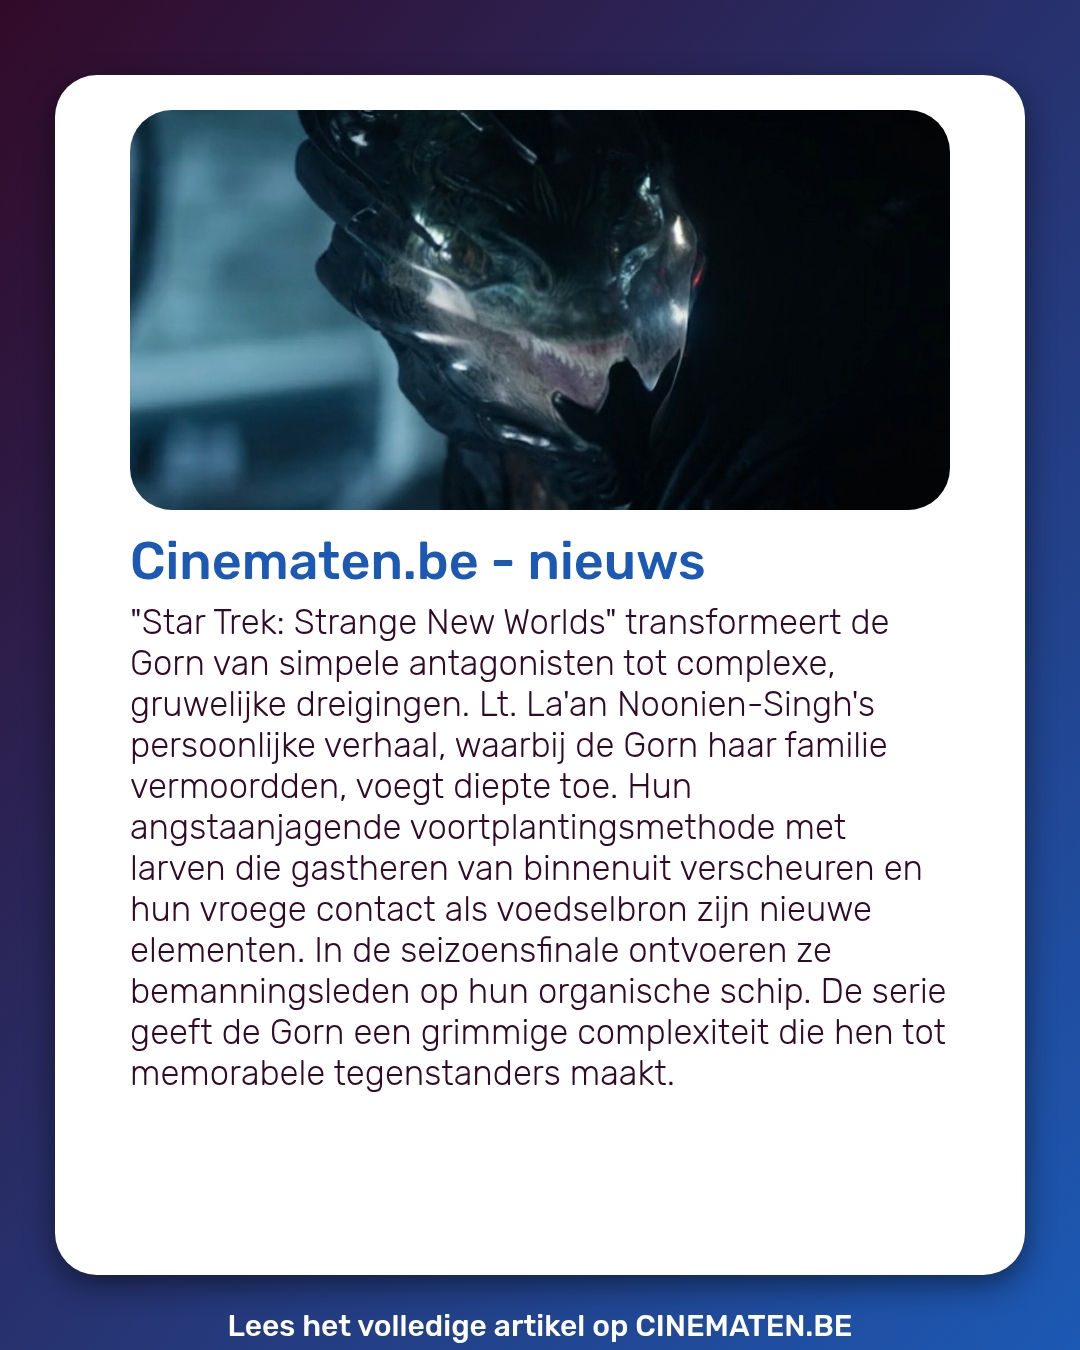 Cinematen.be - nieuws
"Star Trek: Strange New Worlds" transformeert de
Gorn van simpele antagonisten tot complexe,
gruwelijke dreigingen. Lt. La'an Noonien-Singh's
persoonlijke verhaal, waarbij de Gorn haar familie
vermoordden, voegt diepte toe. Hun
angstaanjagende voortplantingsmethode met
larven die gastheren van binnenuit verscheuren en
hun vroege contact als voedselbron zijn nieuwe
elementen. In de seizoensfinale ontvoeren ze
bemanningsleden op hun organische schip. De serie
geeft de Gorn een grimmige complexiteit die hen tot
memorabele tegenstanders maakt.
Lees het volledige artikel op CINEMATEN.BE